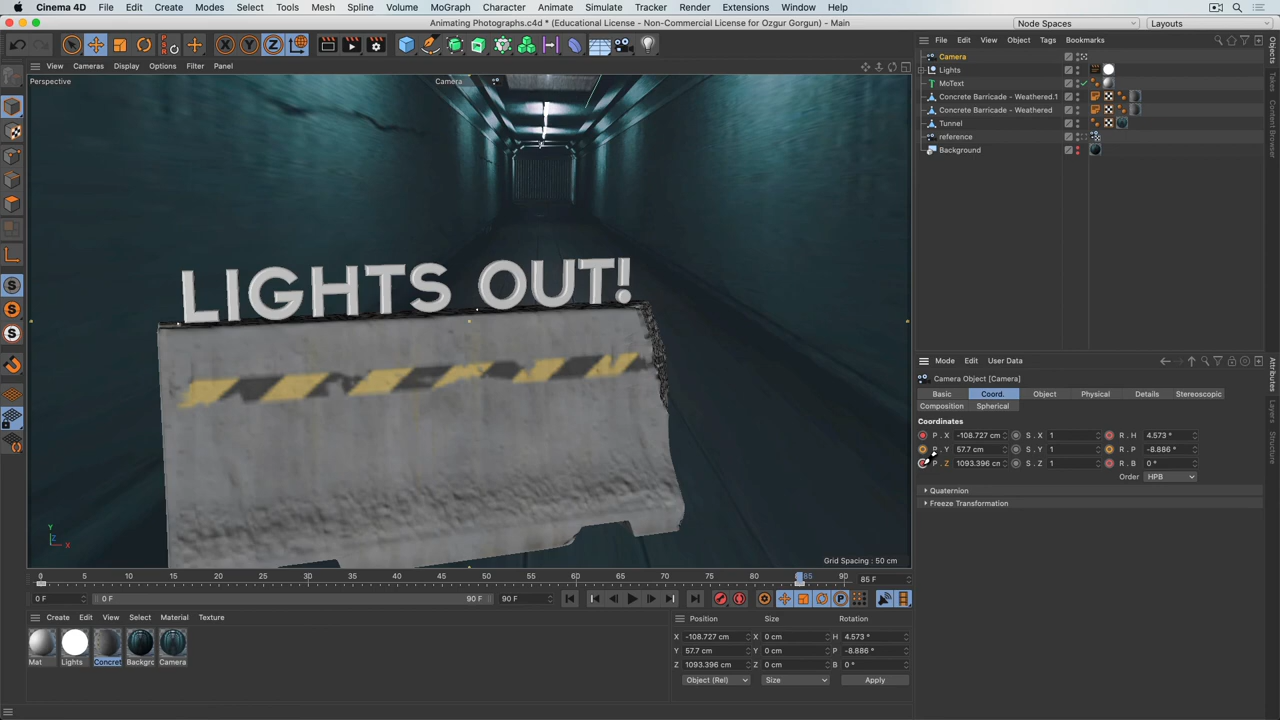 Cinema 4D File Edit Create Modes Select Tools Mesh Spline Volume MoGraph Character Animate Simulate Tracker Render Extensions Window Help
Animating Photographs.c4d * (Educational License - Non-Commercial License for Ozgur Gorgun) - Main
Node Spaces Layouts
File Edit View Object Tags Bookmarks
View Cameras Display Options Filter Panel
Perspective
Camera
Camera
Lights
MoText
Concrete Barricade - Weathered.1
Concrete Barricade - Weathered
Tunnel
reference
Background
Objects
Content Browser
LIGHTS OUT!
Mode Edit User Data
Camera Object [Camera]
Basic Coord. Object Physical Details Stereoscopic
Composition Spherical
Coordinates
P . X -108.727 cm S . X 1 R . H 4.573 °
P . Y 57.7 cm S . Y 1 R . P -8.886 °
P . Z 1093.396 cm S . Z 1 R . B 0 °
Order HPB
Quaternion
Freeze Transformation
Attributes
Layers
Structure
Y
Z
X
Grid Spacing : 50 cm
0 5 10 15 20 25 30 35 40 45 50 55 60 65 70 75 80 85 90 85 F
0 F 0 F 90 F 90 F
Create Edit View Select Material Texture
Mat Lights Concret Backgrc Camera
Position Size Rotation
X -108.727 cm X 0 cm H 4.573 °
Y 57.7 cm Y 0 cm P -8.886 °
Z 1093.396 cm Z 0 cm B 0 °
Object (Rel) Size Apply